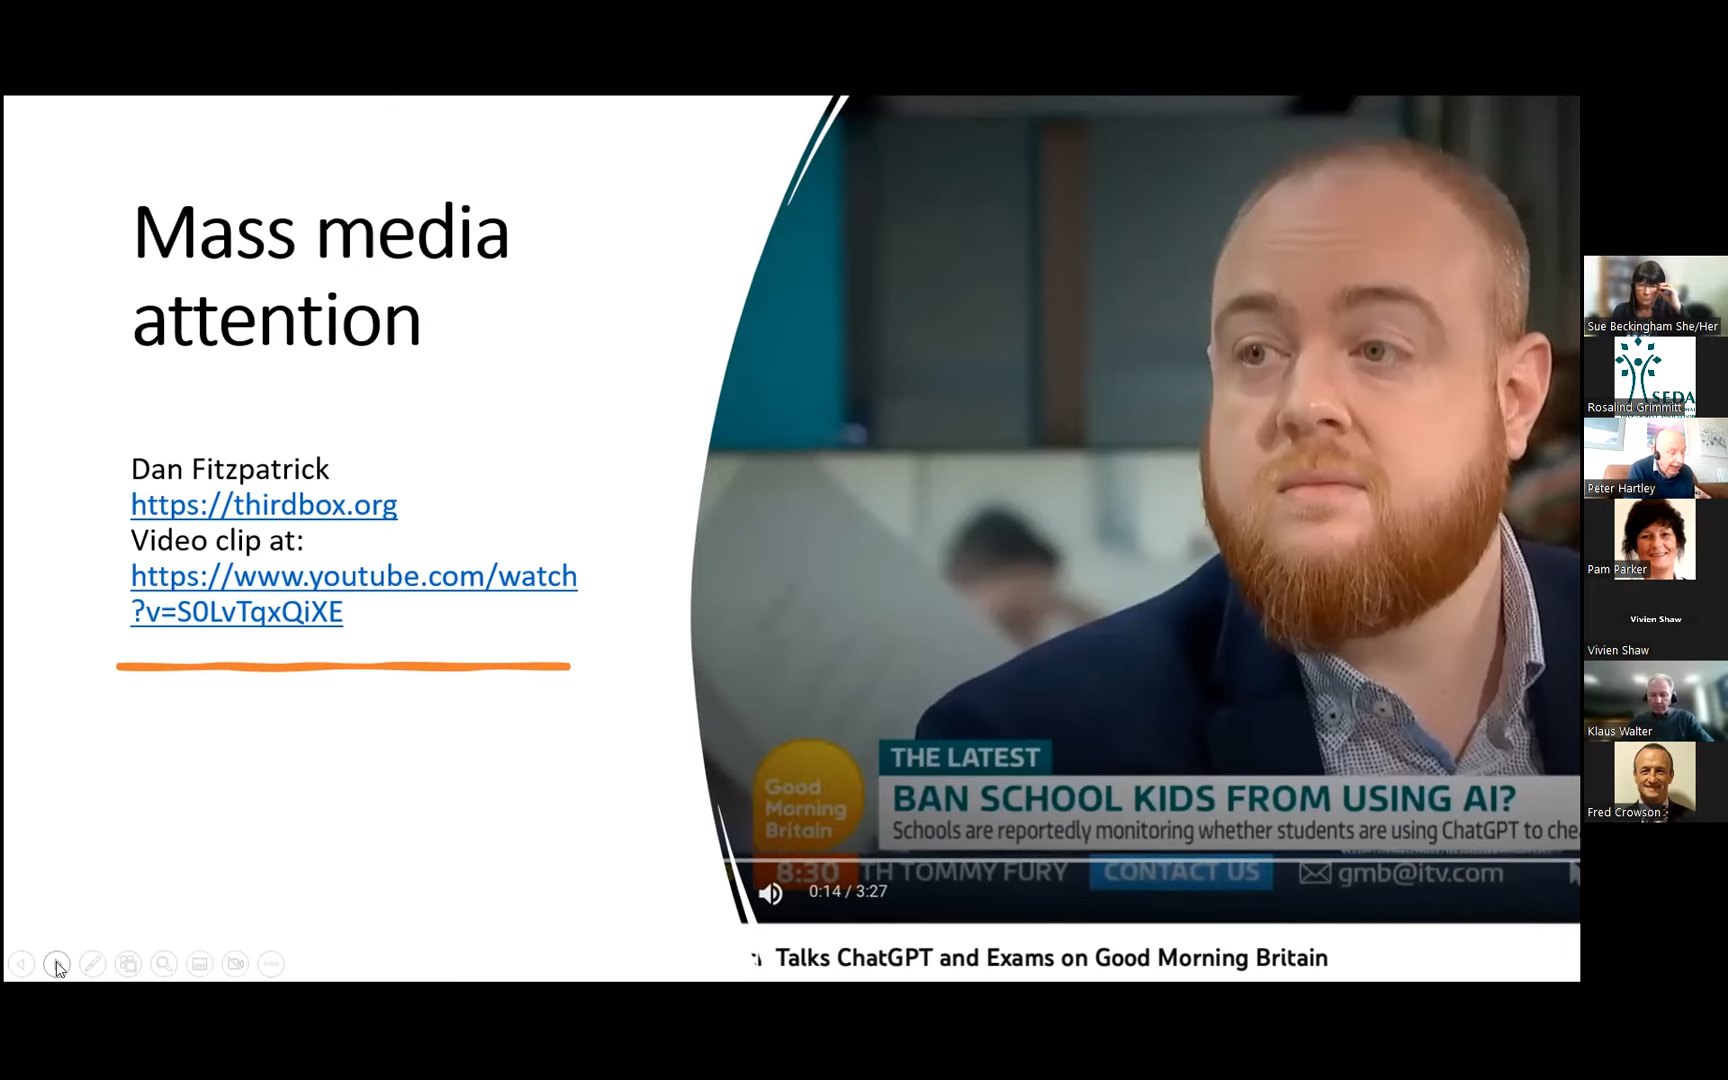 Mass media
attention
Dan Fitzpatrick
https://thirdbox.org
Video clip at:
https://www.youtube.com/watch
?v=S0LvTqxQiXE
THE LATEST
Good
Morning
Britain
BAN SCHOOL KIDS FROM USING AI?
Schools are reportedly monitoring whether students are using ChatGPT to che
8:30 TH TOMMY FURY CONTACT US gmb@itv.com
0:14 / 3:27
Talks ChatGPT and Exams on Good Morning Britain
Sue Beckingham She/Her
SEDA
Rosalind Grimmitt
Peter Hartley
Pam Parker
Vivien Shaw
Vivien Shaw
Klaus Walter
Fred Crowson